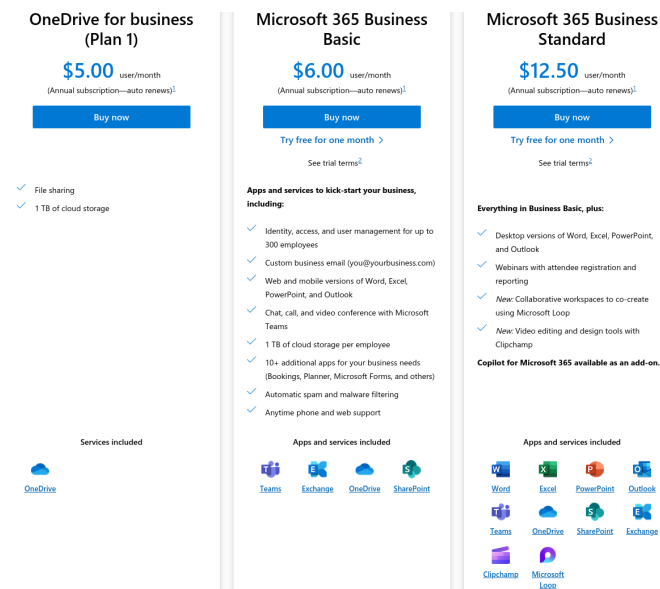 OneDrive for business
(Plan 1)
$5.00 user/month
(Annual subscription—auto renews)1
Buy now
File sharing
1 TB of cloud storage
Services included
OneDrive
Microsoft 365 Business
Basic
$6.00 user/month
(Annual subscription—auto renews)1
Buy now
Try free for one month >
See trial terms2
Apps and services to kick-start your business,
including:
Identity, access, and user management for up to
300 employees
Custom business email (you@yourbusiness.com)
Web and mobile versions of Word, Excel,
PowerPoint, and Outlook
Chat, call, and video conference with Microsoft
Teams
1 TB of cloud storage per employee
10+ additional apps for your business needs
(Bookings, Planner, Microsoft Forms, and others)
Automatic spam and malware filtering
Anytime phone and web support
Apps and services included
Teams Exchange OneDrive SharePoint
Microsoft 365 Business
Standard
$12.50 user/month
(Annual subscription—auto renews)1
Buy now
Try free for one month >
See trial terms2
Everything in Business Basic, plus:
Desktop versions of Word, Excel, PowerPoint,
and Outlook
Webinars with attendee registration and
reporting
New: Collaborative workspaces to co-create
using Microsoft Loop
New: Video editing and design tools with
Clipchamp
Copilot for Microsoft 365 available as an add-on.
Apps and services included
Word Excel PowerPoint Outlook
Teams OneDrive SharePoint Exchange
Clipchamp Microsoft
Loop